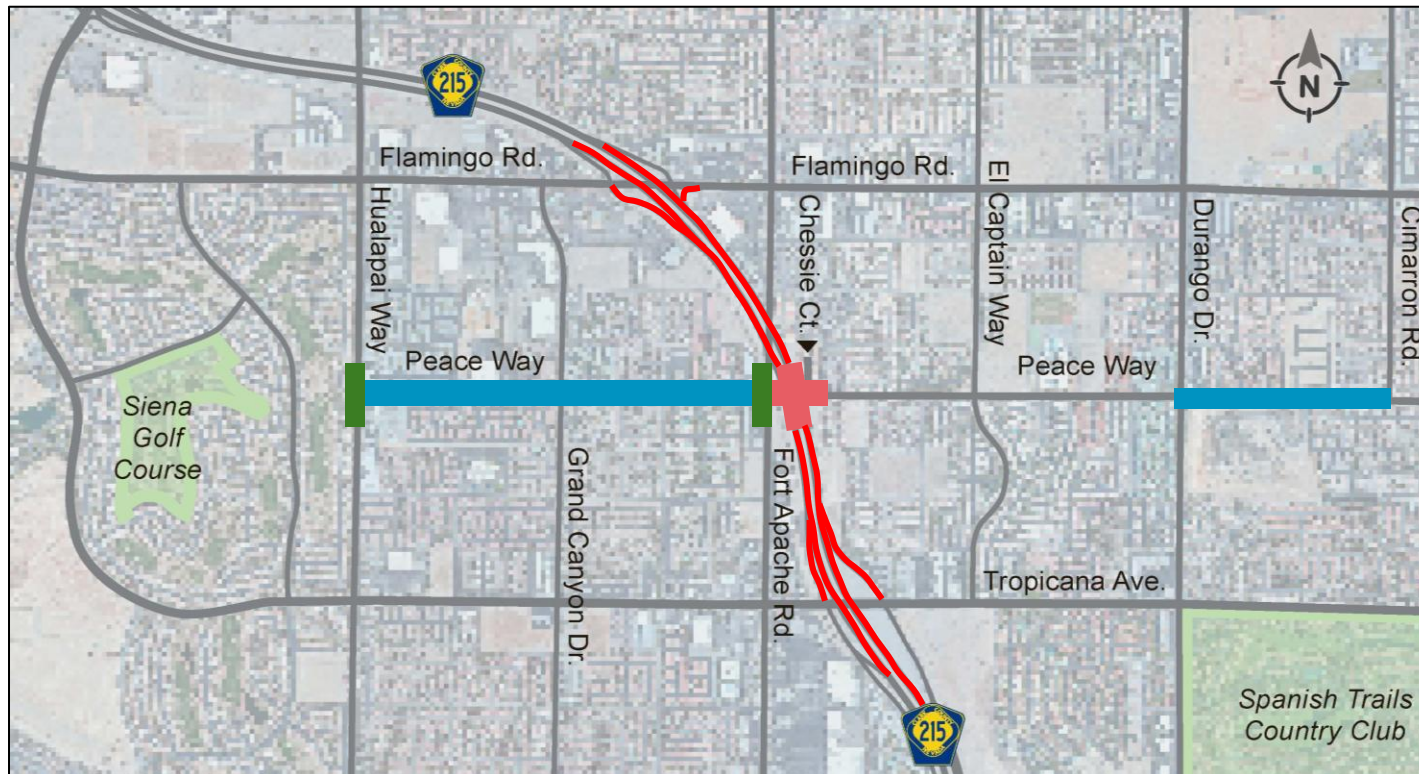 215
N
Flamingo Rd.
Flamingo Rd.
Hualapai Way
Chessie Ct.
El Captain Way
Durango Dr.
Cimarron Rd.
Peace Way
Peace Way
Siena
Golf
Course
Grand Canyon Dr.
Fort Apache Rd.
Tropicana Ave.
Spanish Trails
Country Club
215